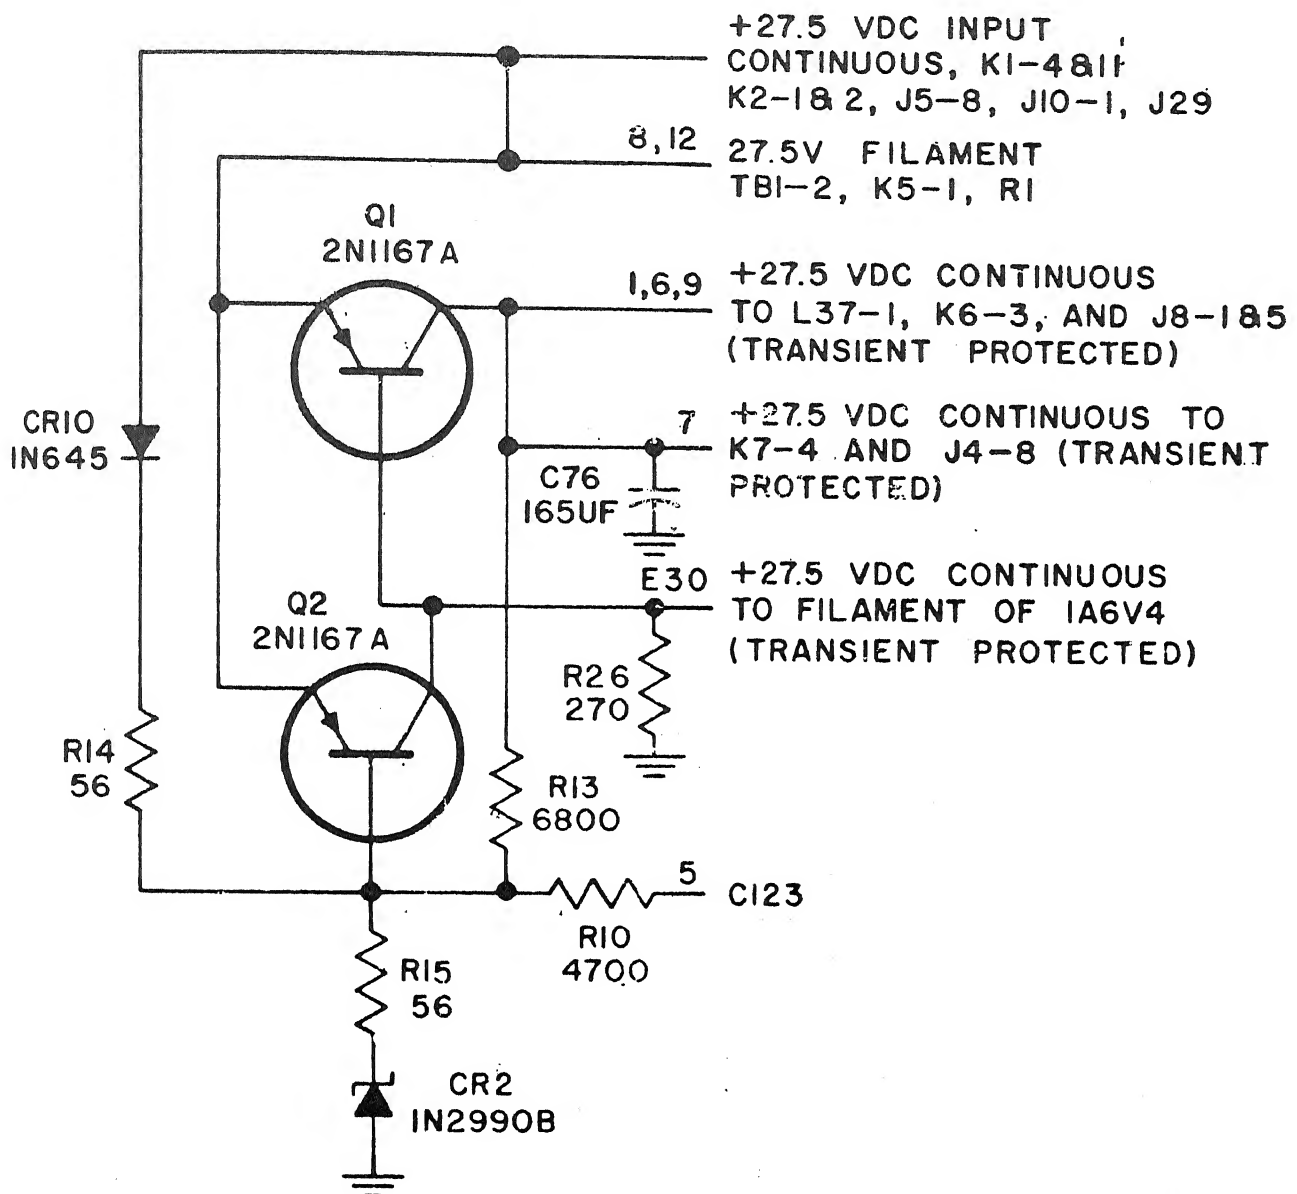 +27.5 VDC INPUT
CONTINUOUS, K1-4&11
K2-1&2, J5-8, J10-1, J29
8,12
27.5V FILAMENT
TB1-2, K5-1, R1
Q1
2N1167A
1,6,9
+27.5 VDC CONTINUOUS
TO L37-1, K6-3, AND J8-1&5
(TRANSIENT PROTECTED)
CR10
1N645
7
+27.5 VDC CONTINUOUS TO
K7-4 AND J4-8 (TRANSIENT
PROTECTED)
C76
165UF
E30
+27.5 VDC CONTINUOUS
TO FILAMENT OF 1A6V4
(TRANSIENT PROTECTED)
Q2
2N1167A
R26
270
R14
56
R13
6800
5
C123
R10
4700
R15
56
CR2
1N2990B